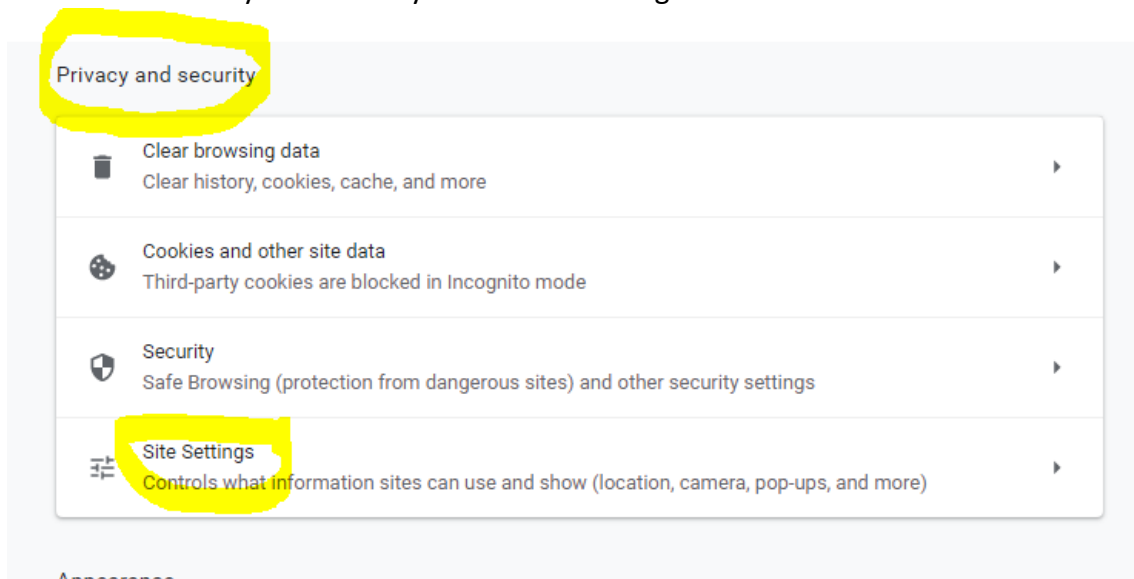 Privacy and security
Clear browsing data
Clear history, cookies, cache, and more
Cookies and other site data
Third-party cookies are blocked in Incognito mode
Security
Safe Browsing (protection from dangerous sites) and other security settings
Site Settings
Controls what information sites can use and show (location, camera, pop-ups, and more)